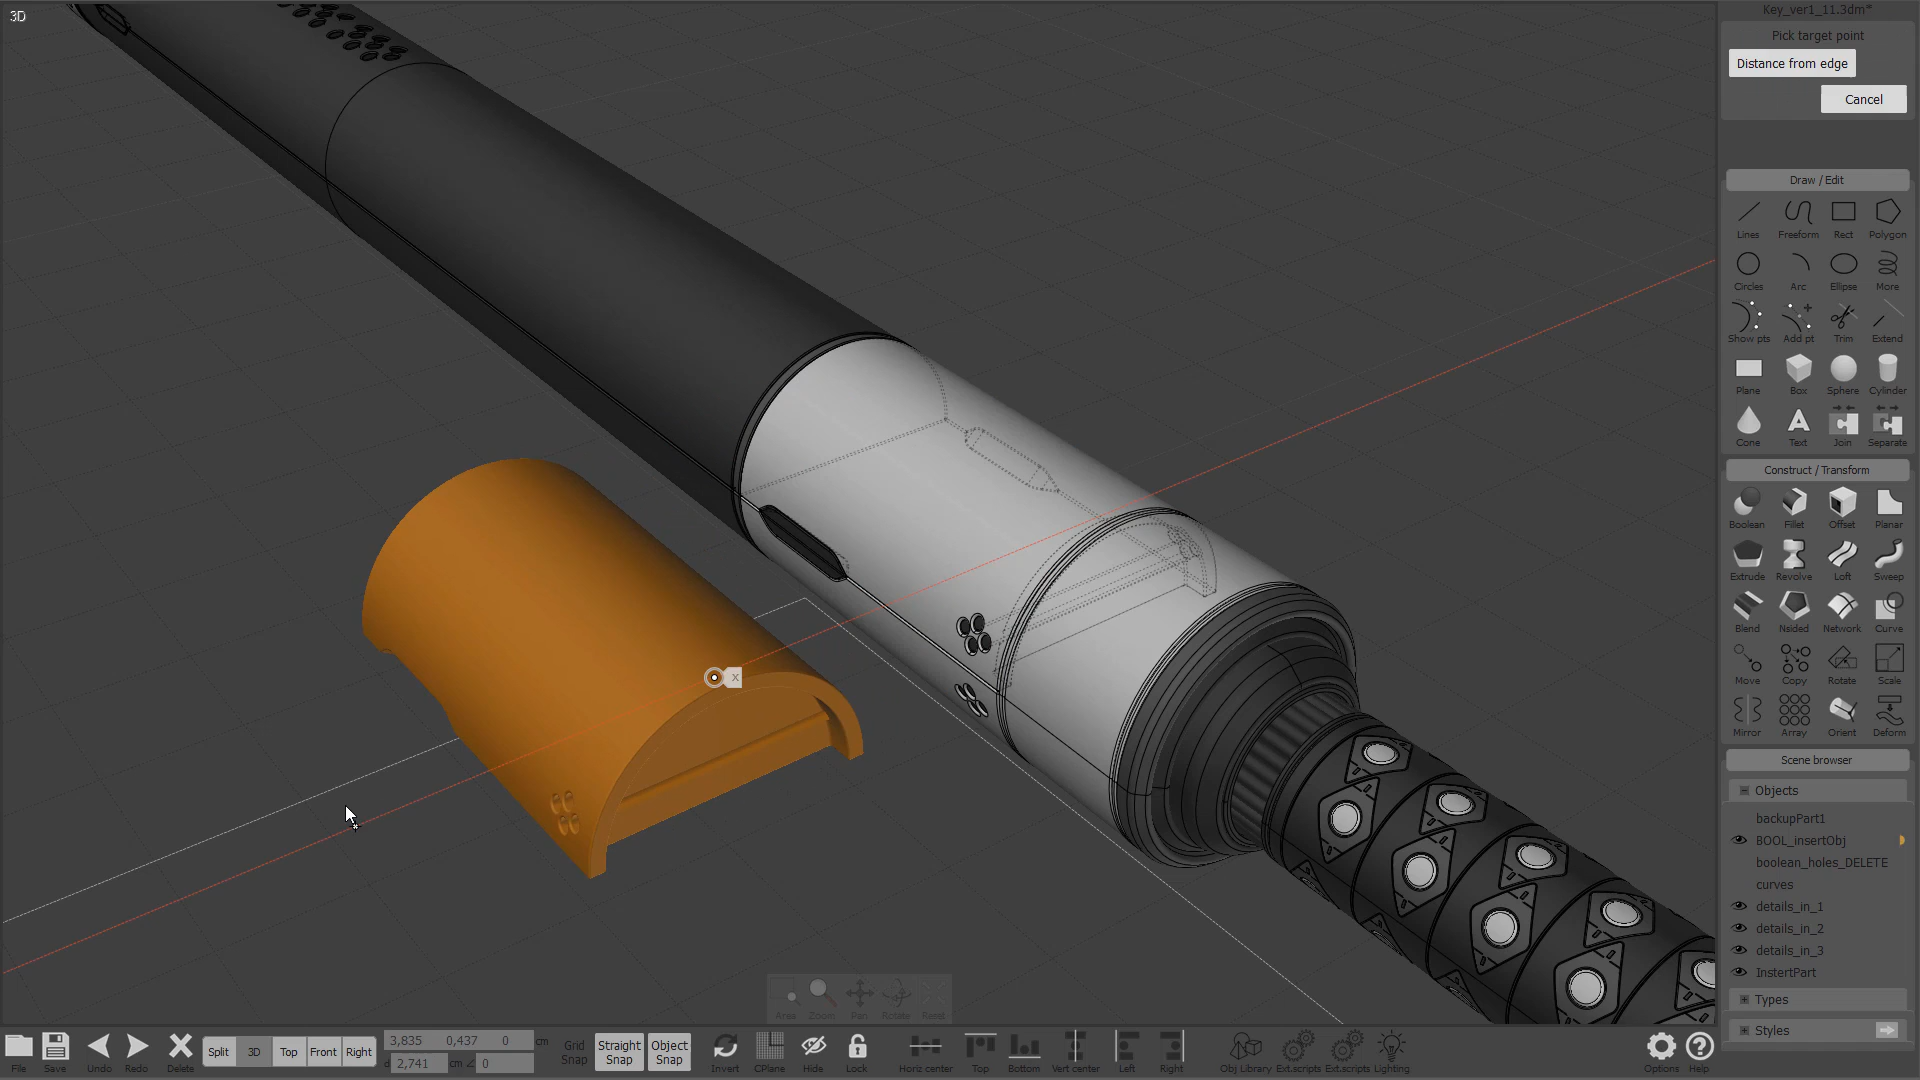 3D
Key_ver1_11.3dm*
Pick target point
Distance from edge
Cancel
Draw / Edit
Lines Freeform Rect Polygon
Circles Arc Ellipse More
Show pts Add pt Trim Extend
Plane Box Sphere Cylinder
Cone Text Join Separate
Construct / Transform
Boolean Fillet Offset Planar
Extrude Revolve Loft Sweep
Blend Nsided Network Curve
Move Copy Rotate Scale
Mirror Array Orient Deform
Scene browser
Objects
backupPart1
BOOL_insertObj
boolean_holes_DELETE
curves
details_in_1
details_in_2
details_in_3
InstertPart
Types
Styles
x
Area Zoom Pan Rotate Reset
File Save Undo Redo Delete
Split 3D Top Front Right
3,835 0,437 0 cm
d 2,741 cm ∠ 0
Grid Snap
Straight Snap
Object Snap
Invert CPlane Hide Lock
Horiz center Top Bottom Vert center Left Right
Obj Library Ext.scripts Ext.scripts Lighting
Options Help